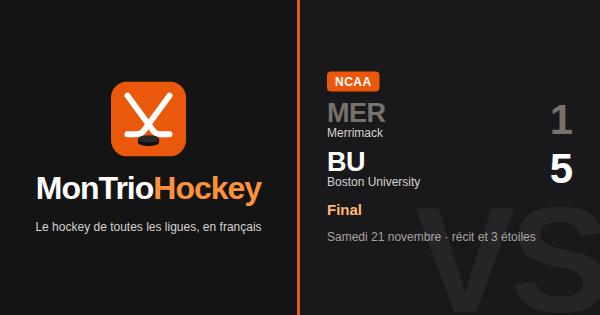 MonTrioHockey
Le hockey de toutes les ligues, en français
NCAA
MER 1
Merrimack
BU 5
Boston University
Final
Samedi 21 novembre · récit et 3 étoiles
VS